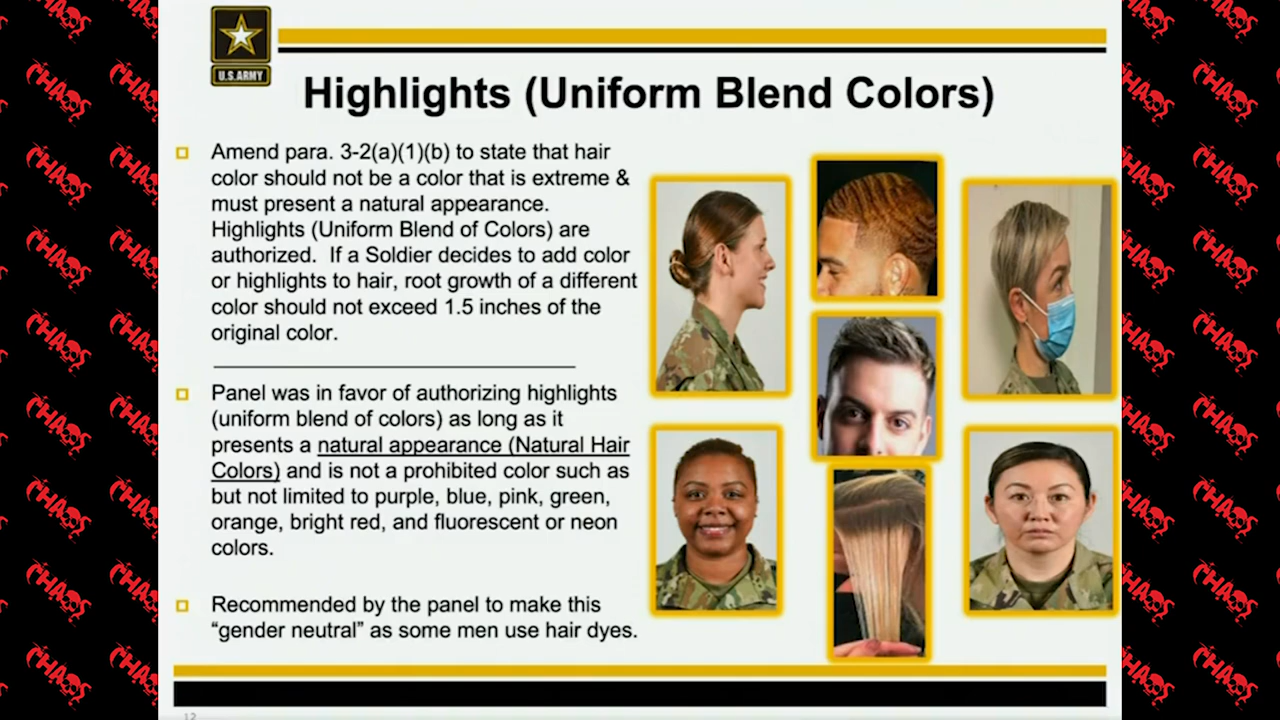 U.S.ARMY
Highlights (Uniform Blend Colors)
Amend para. 3-2(a)(1)(b) to state that hair
color should not be a color that is extreme &
must present a natural appearance.
Highlights (Uniform Blend of Colors) are
authorized. If a Soldier decides to add color
or highlights to hair, root growth of a different
color should not exceed 1.5 inches of the
original color.
Panel was in favor of authorizing highlights
(uniform blend of colors) as long as it
presents a natural appearance (Natural Hair
Colors) and is not a prohibited color such as
but not limited to purple, blue, pink, green,
orange, bright red, and fluorescent or neon
colors.
Recommended by the panel to make this
“gender neutral” as some men use hair dyes.
12
CHAOS